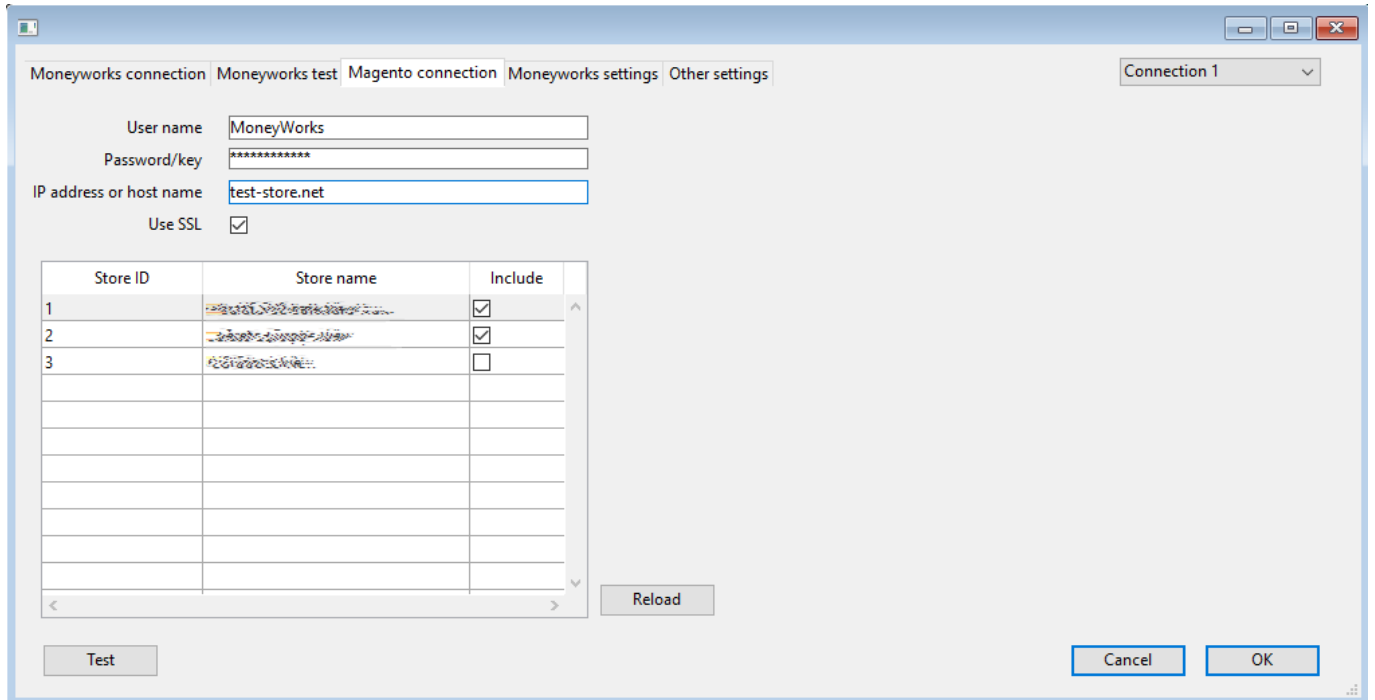 Moneyworks connection Moneyworks test Magento connection Moneyworks settings Other settings Connection 1
User name MoneyWorks
Password/key ************
IP address or host name test-store.net
Use SSL
Store ID Store name Include
1
2
3
Reload
Test Cancel OK